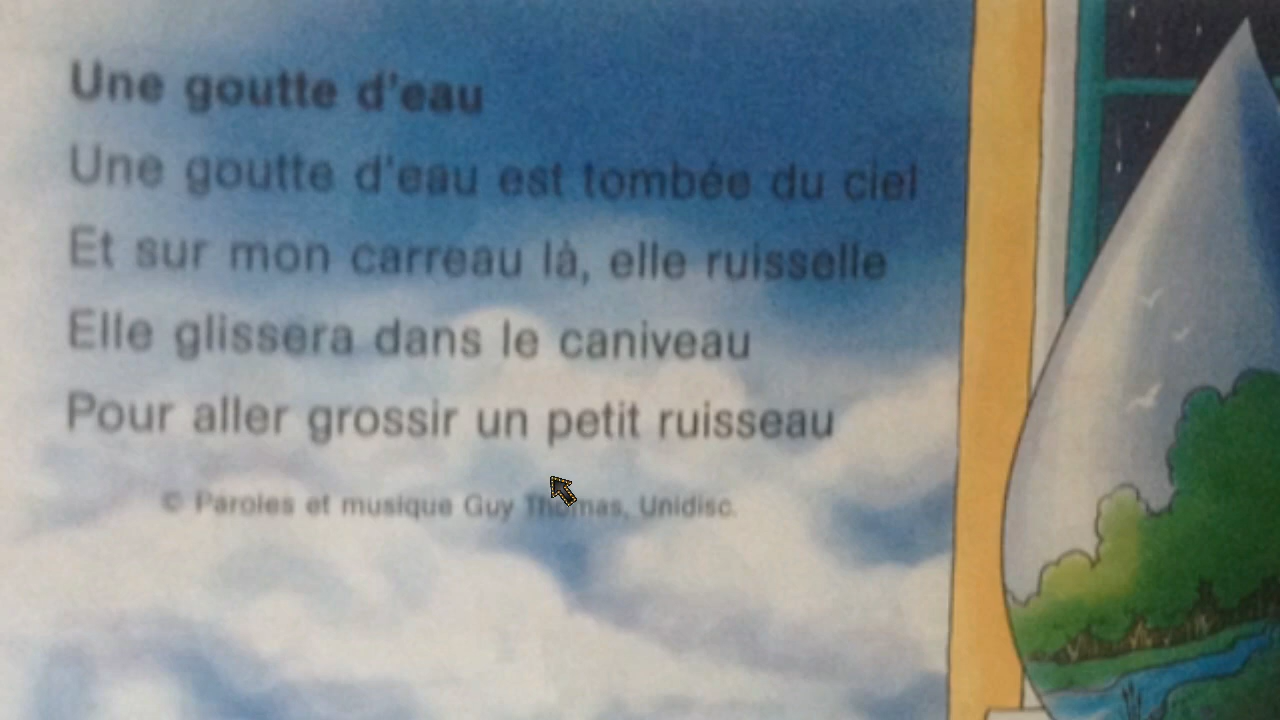 Une goutte d'eau
Une goutte d'eau est tombée du ciel
Et sur mon carreau là, elle ruisselle
Elle glissera dans le caniveau
Pour aller grossir un petit ruisseau
© Paroles et musique Guy Thomas, Unidisc.